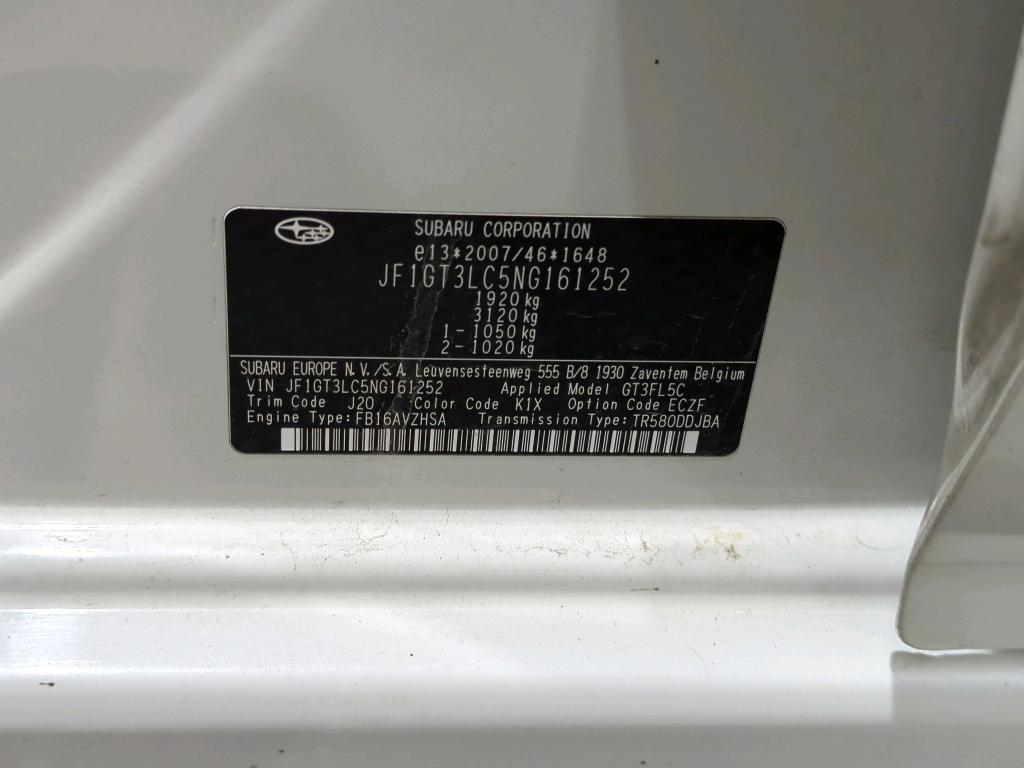 SUBARU CORPORATION
e13*2007/46*1648
JF1GT3LC5NG161252
1920 kg
3120 kg
1 - 1050 kg
2 - 1020 kg
SUBARU EUROPE N.V./S.A. Leuvensesteenweg 555 B/8 1930 Zaventem Belgium
VIN JF1GT3LC5NG161252 Applied Model GT3FL5C
Trim Code J20 Color Code K1X Option Code ECZF
Engine Type:FB16AVZHSA Transmission Type:TR580DDJBA